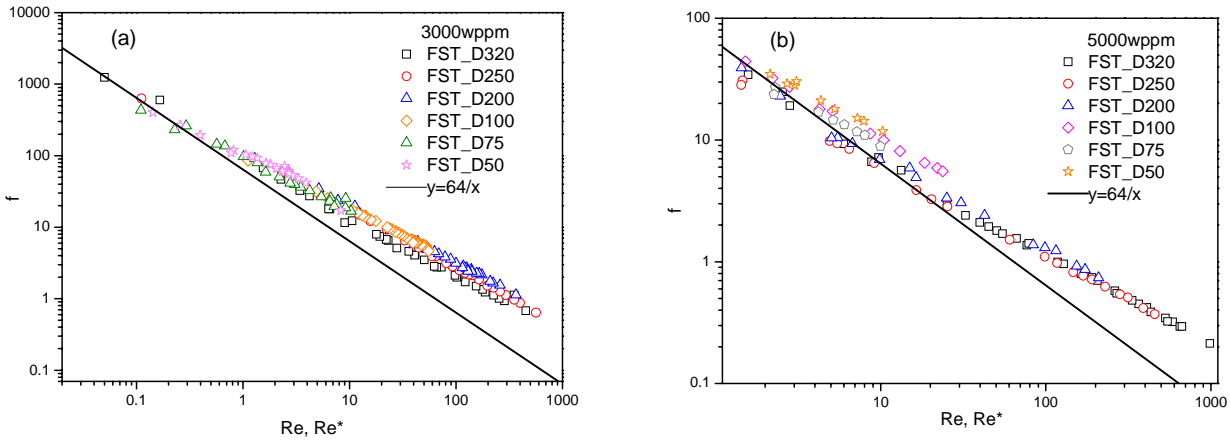 (a)
3000wppm
FST_D320
FST_D250
FST_D200
FST_D100
FST_D75
FST_D50
y=64/x
10000
1000
100
10
1
0.1
f
0.1
1
10
100
1000
Re, Re*
(b)
5000wppm
FST_D320
FST_D250
FST_D200
FST_D100
FST_D75
FST_D50
y=64/x
100
10
1
0.1
f
10
100
1000
Re, Re*